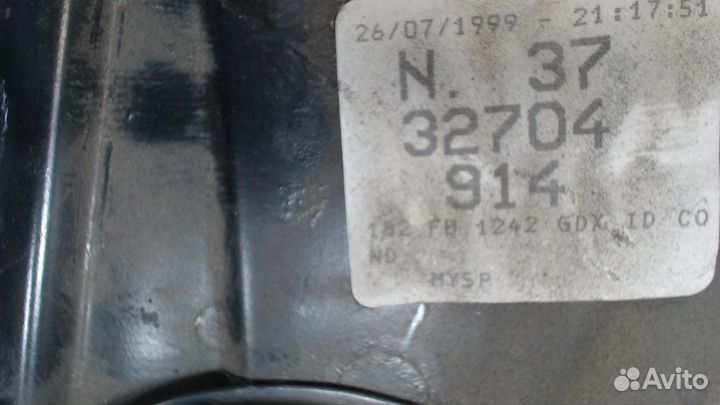 26/07/1999 - 21:17:51
N. 37
32704
914
182 FB 1242 GDX ID CO
ND
MY5P
Avito